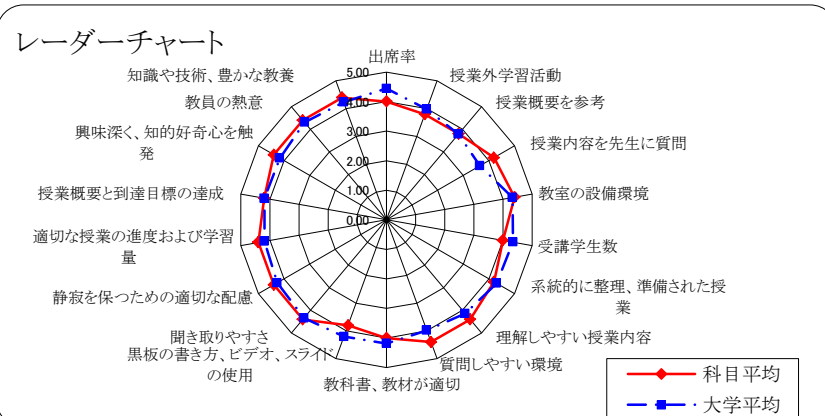 レーダーチャート
出席率
授業外学習活動
授業概要を参考
授業内容を先生に質問
教室の設備環境
受講学生数
系統的に整理、準備された授
業
理解しやすい授業内容
質問しやすい環境
教科書、教材が適切
黒板の書き方、ビデオ、スライド
の使用
聞き取りやすさ
静寂を保つための適切な配慮
適切な授業の進度および学習
量
授業概要と到達目標の達成
興味深く、知的好奇心を触
発
教員の熱意
知識や技術、豊かな教養
5.00
4.00
3.00
2.00
1.00
0.00
科目平均
大学平均